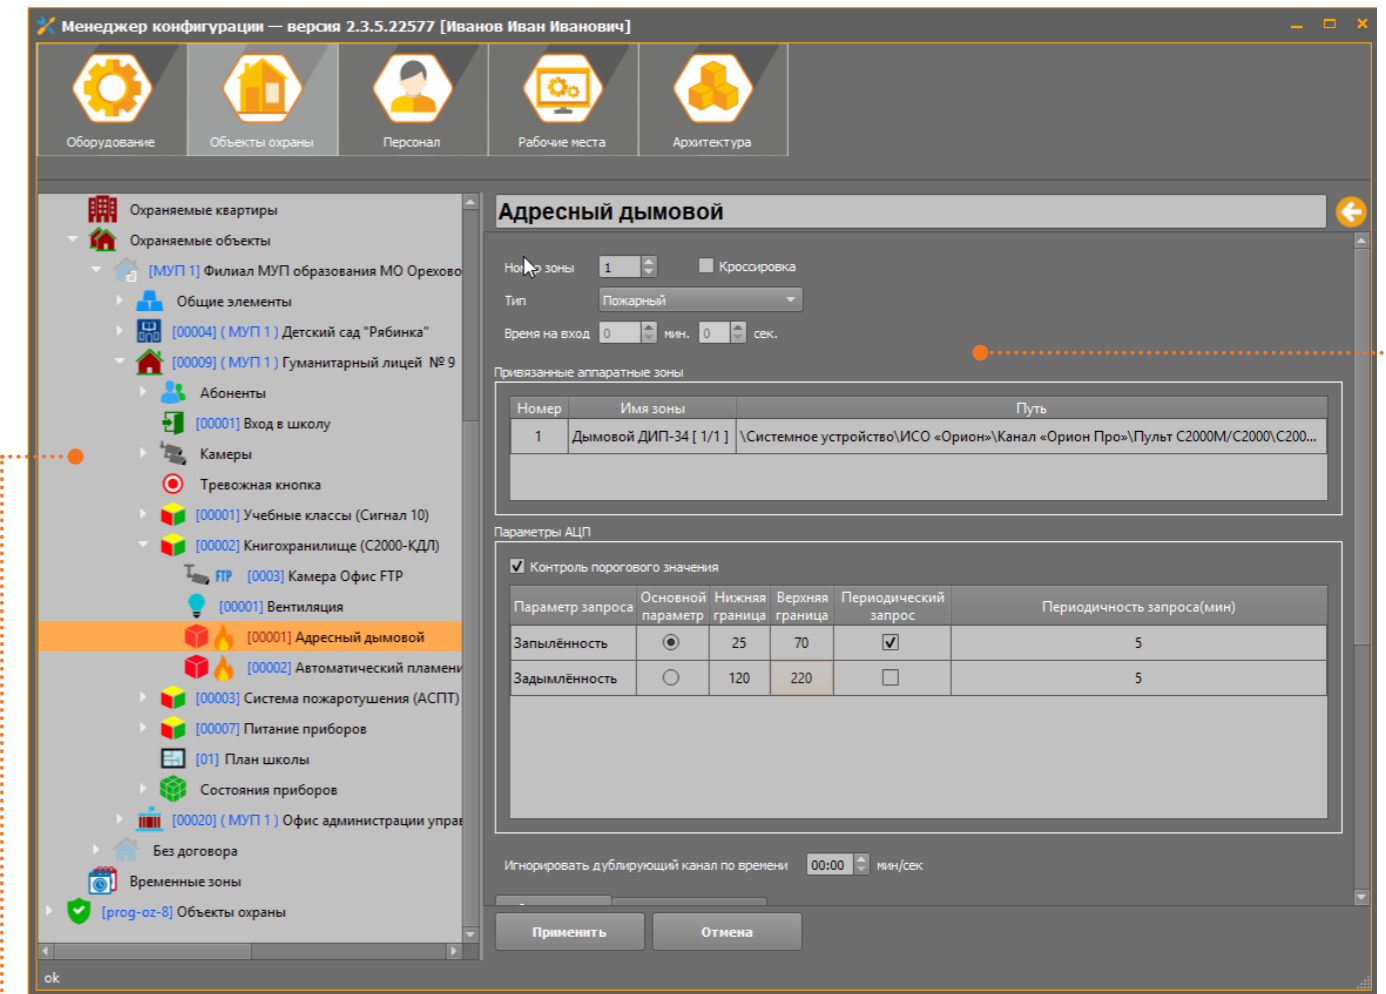 Менеджер конфигурации — версия 2.3.5.22577 [Иванов Иван Иванович]
Оборудование
Объекты охраны
Персонал
Рабочие места
Архитектура
Охраняемые квартиры
Охраняемые объекты
[МУП 1] Филиал МУП образования МО Орехово
Общие элементы
[00004] ( МУП 1 ) Детский сад "Рябинка"
[00009] ( МУП 1 ) Гуманитарный лицей № 9
Абоненты
[00001] Вход в школу
Камеры
Тревожная кнопка
[00001] Учебные классы (Сигнал 10)
[00002] Книгохранилище (С2000-КДЛ)
FTP [0003] Камера Офис FTP
[00001] Вентиляция
[00001] Адресный дымовой
[00002] Автоматический пламени
[00003] Система пожаротушения (АСПТ)
[00007] Питание приборов
[01] План школы
Состояния приборов
[00020] ( МУП 1 ) Офис администрации управ
Без договора
Временные зоны
[prog-oz-8] Объекты охраны
Адресный дымовой
Номер зоны 1 Кроссировка
Тип Пожарный
Время на вход 0 мин. 0 сек.
Привязанные аппаратные зоны
Номер Имя зоны Путь
1 Дымовой ДИП-34 [ 1/1 ] \Системное устройство\ИСО «Орион»\Канал «Орион Про»\Пульт С2000М/С2000\С200...
Параметры АЦП
Контроль порогового значения
Параметр запроса Основной параметр Нижняя граница Верхняя граница Периодический запрос Периодичность запроса(мин)
Запылённость 25 70 5
Задымлённость 120 220 5
Игнорировать дублирующий канал по времени 00:00 мин/сек
Применить Отмена
ok